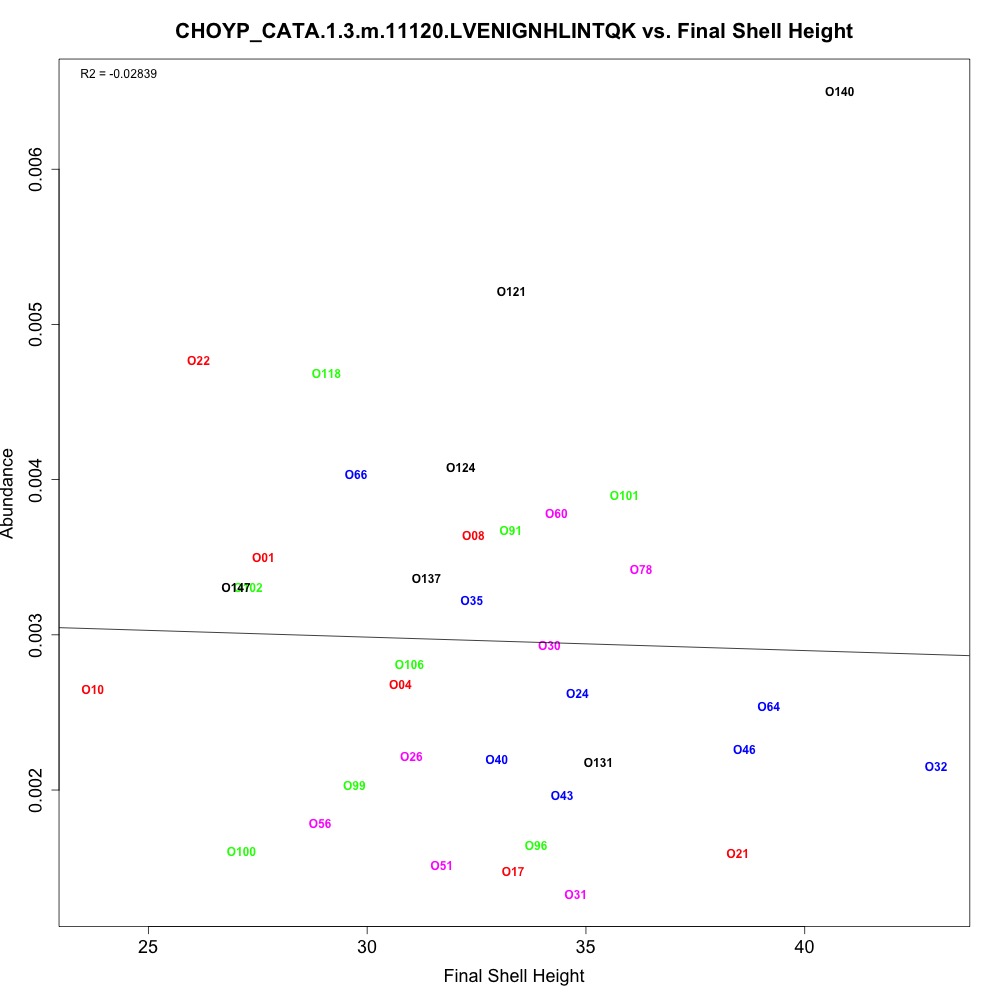 CHOYP_CATA.1.3.m.11120.LVENIGNHLINTQK vs. Final Shell Height
R2 = -0.02839
O140
0.006
O121
0.005
O22
O118
O124
O66
0.004
O101
O60
O91
O08
O01
O78
O137
O147
O35
0.003
O30
O106
O04
O10
O24
O64
O46
O26
O40
O131
O32
O99
0.002
O43
O56
O96
O100
O21
O51
O17
O31
Abundance
25 30 35 40
Final Shell Height